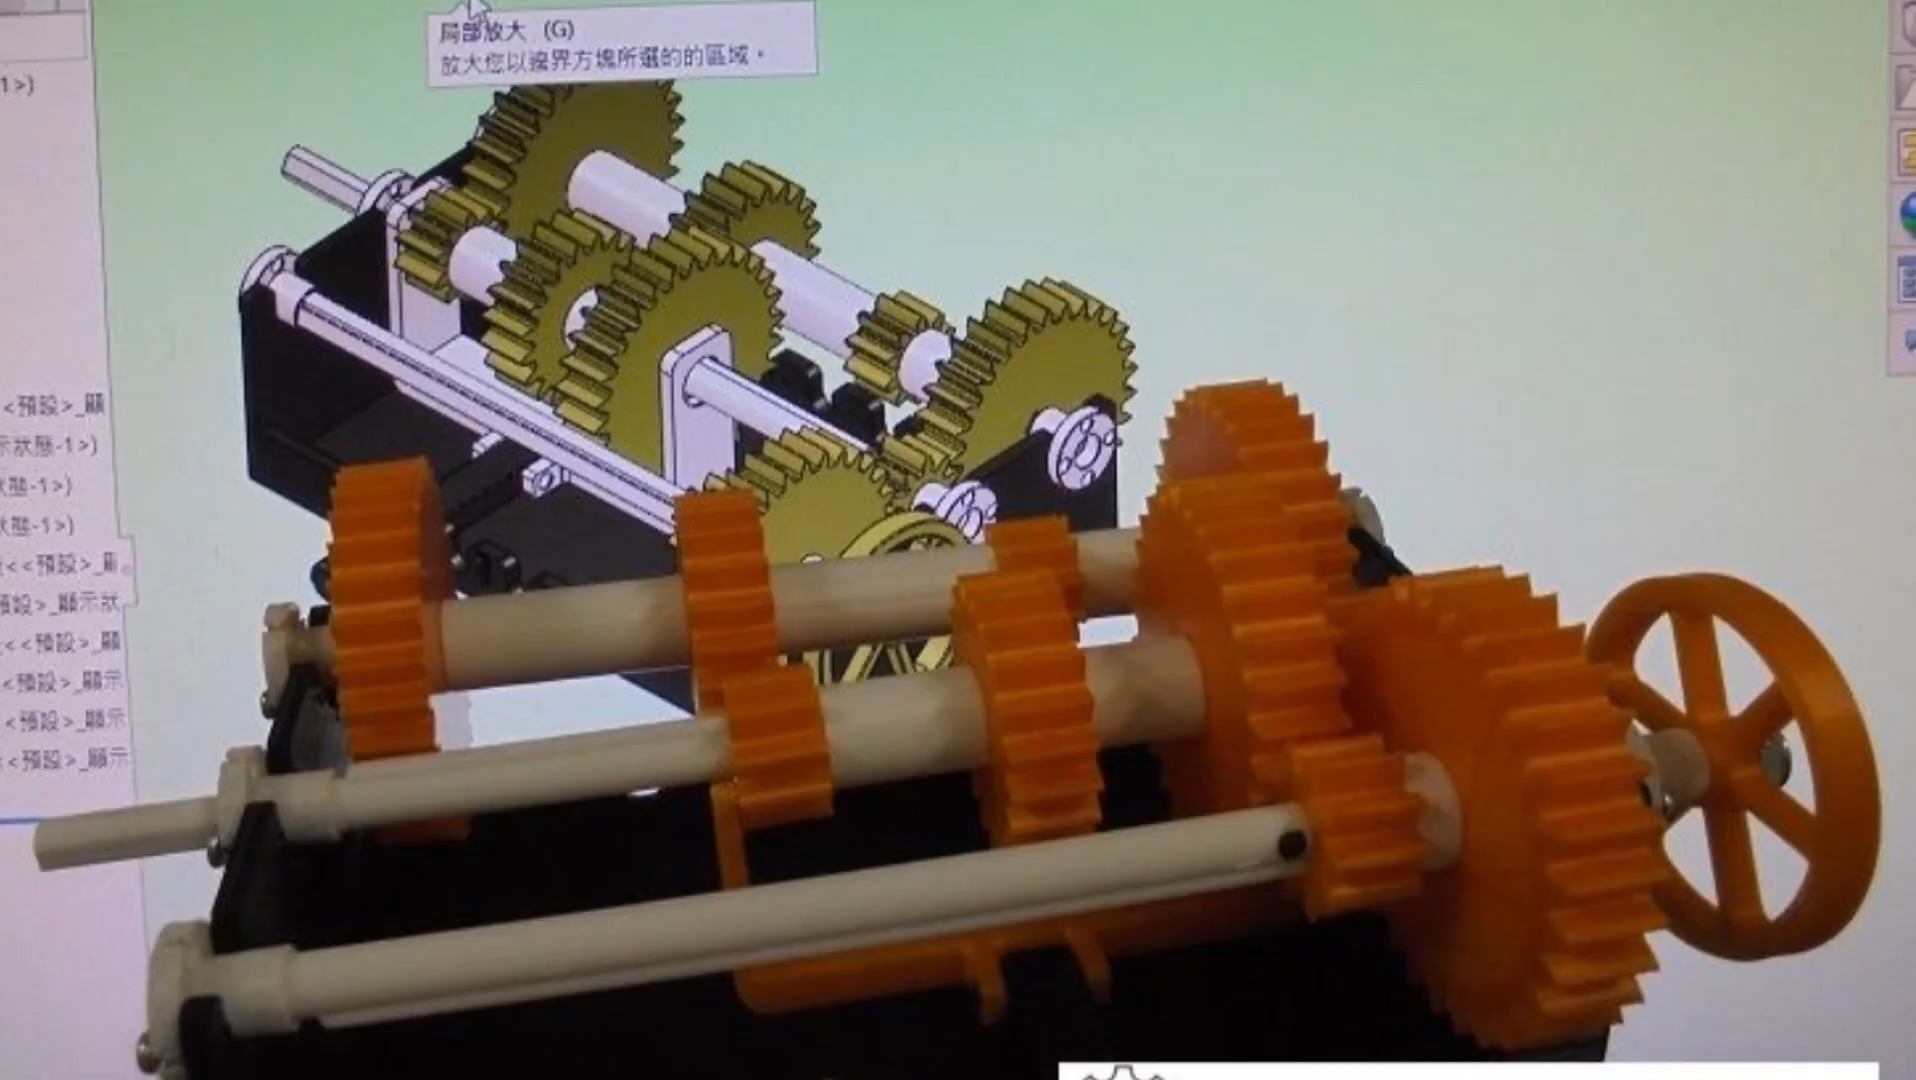 局部放大 (G)
放大您以邊界方塊所選的的區域。
1>)
<預設>_顯
示狀態-1>)
狀態-1>)
狀態-1>)
<<預設>_顯
預設>_顯示狀
<<預設>_顯
<預設>_顯示
<預設>_顯示
<預設>_顯示